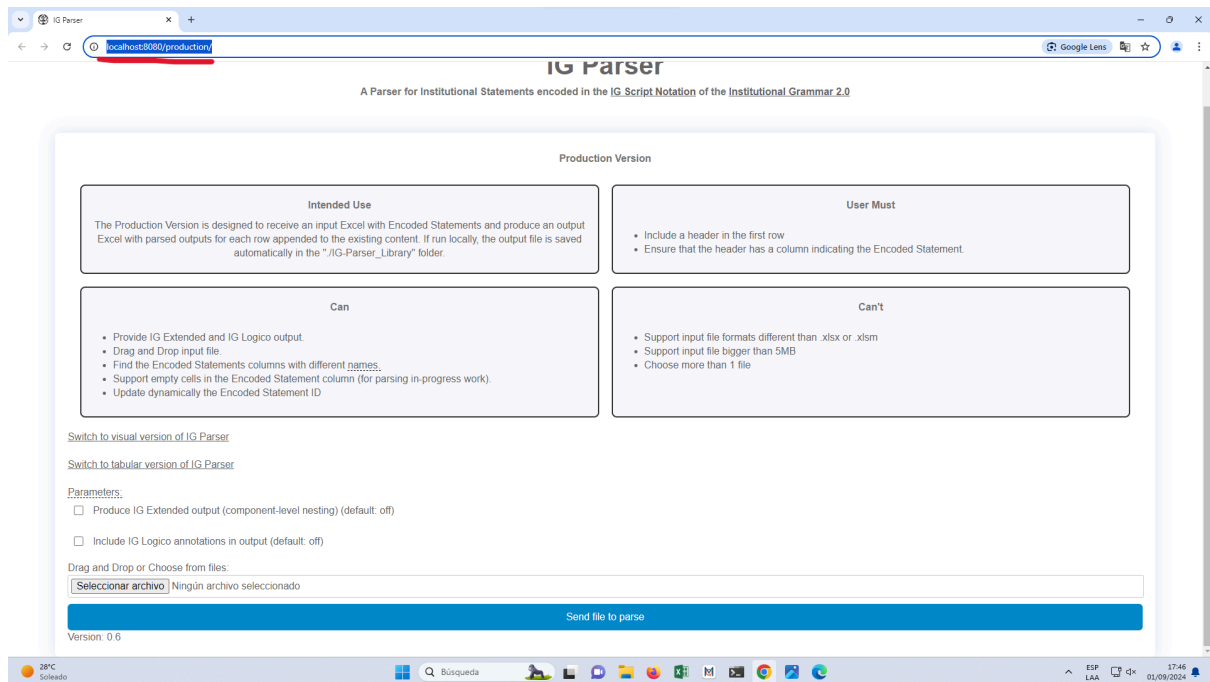 IG Parser
localhost:8080/production/
Google Lens
IG Parser
A Parser for Institutional Statements encoded in the IG Script Notation of the Institutional Grammar 2.0
Production Version
Intended Use
The Production Version is designed to receive an input Excel with Encoded Statements and produce an output
Excel with parsed outputs for each row appended to the existing content. If run locally, the output file is saved
automatically in the "./IG-Parser_Library" folder.
User Must
• Include a header in the first row
• Ensure that the header has a column indicating the Encoded Statement.
Can
• Provide IG Extended and IG Logico output.
• Drag and Drop input file.
• Find the Encoded Statements columns with different names.
• Support empty cells in the Encoded Statement column (for parsing in-progress work).
• Update dynamically the Encoded Statement ID
Can't
• Support input file formats different than .xlsx or .xlsm
• Support input file bigger than 5MB
• Choose more than 1 file
Switch to visual version of IG Parser
Switch to tabular version of IG Parser
Parameters:
Produce IG Extended output (component-level nesting) (default: off)
Include IG Logico annotations in output (default: off)
Drag and Drop or Choose from files:
Seleccionar archivo Ningún archivo seleccionado
Send file to parse
Version: 0.6
28°C
Soleado
Búsqueda
ESP
LAA
17:46
01/09/2024